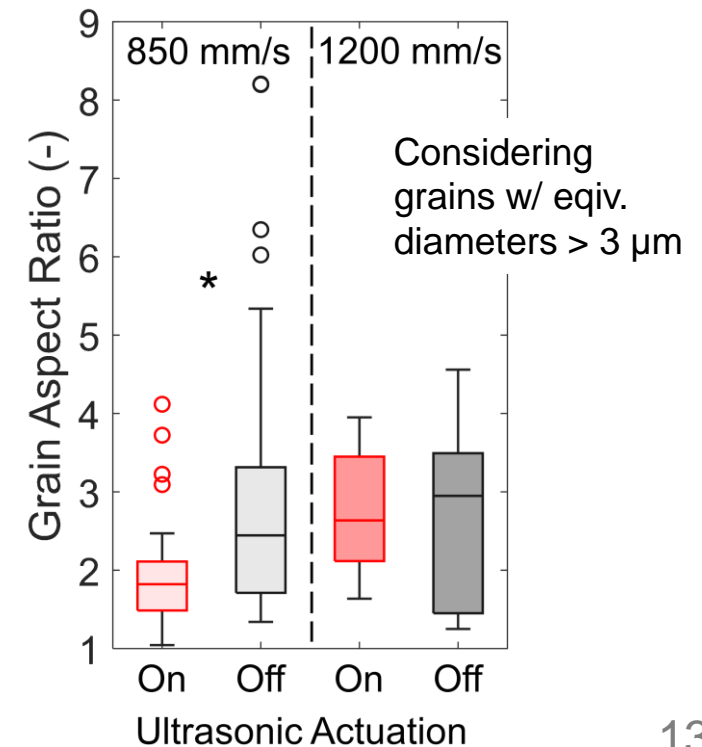 9
850 mm/s 1200 mm/s
8
7
6
5
4
3
2
1
Grain Aspect Ratio (-)
Considering
grains w/ eqiv.
diameters > 3 µm
*
On Off On Off
Ultrasonic Actuation
13